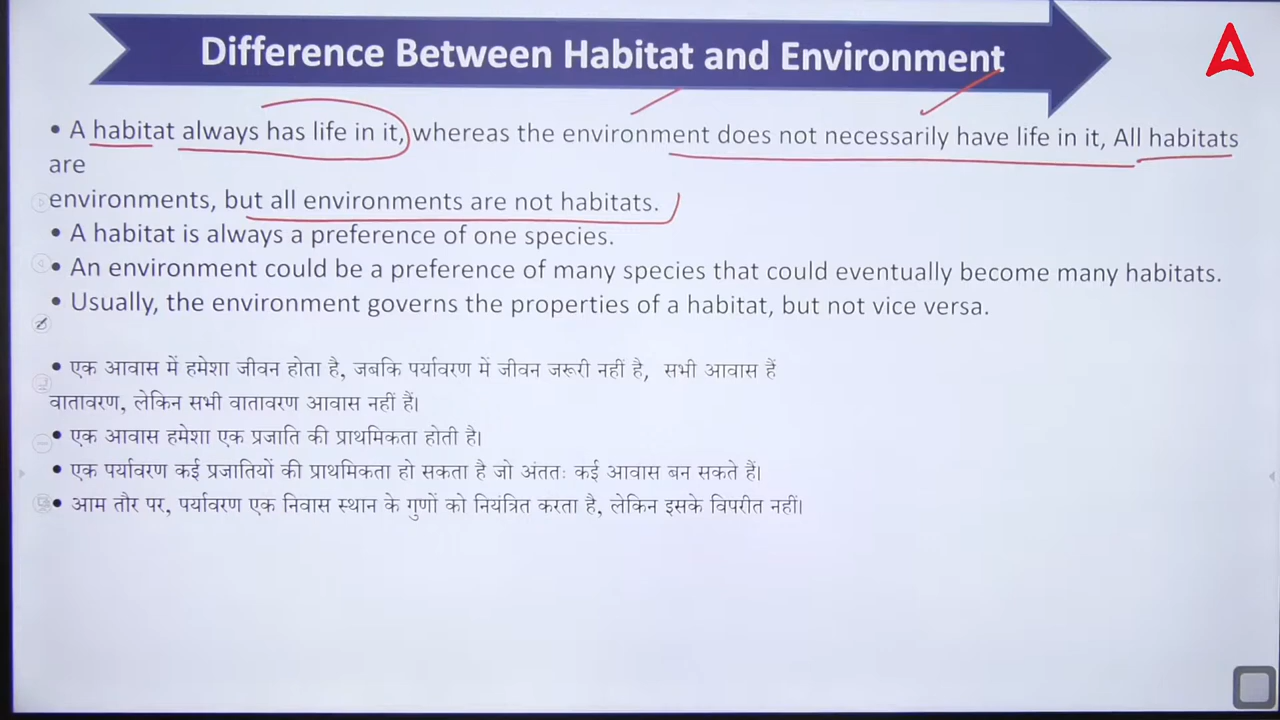 Difference Between Habitat and Environment
• A habitat always has life in it, whereas the environment does not necessarily have life in it, All habitats
are
environments, but all environments are not habitats.
• A habitat is always a preference of one species.
• An environment could be a preference of many species that could eventually become many habitats.
• Usually, the environment governs the properties of a habitat, but not vice versa.
• एक आवास में हमेशा जीवन होता है, जबकि पर्यावरण में जीवन जरूरी नहीं है, सभी आवास हैं
वातावरण, लेकिन सभी वातावरण आवास नहीं हैं।
• एक आवास हमेशा एक प्रजाति की प्राथमिकता होती है।
• एक पर्यावरण कई प्रजातियों की प्राथमिकता हो सकता है जो अंततः कई आवास बन सकते हैं।
• आम तौर पर, पर्यावरण एक निवास स्थान के गुणों को नियंत्रित करता है, लेकिन इसके विपरीत नहीं।